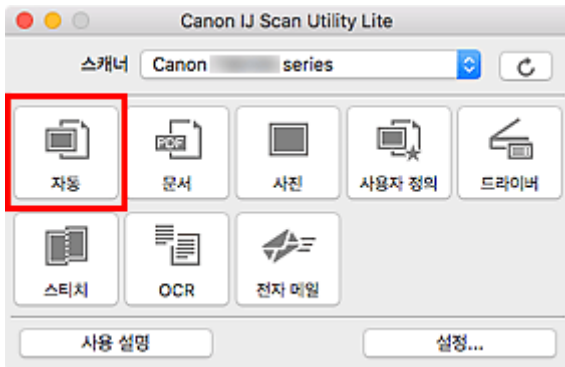 Canon IJ Scan Utility Lite
스캐너 Canon series
자동 문서 사진 사용자 정의 드라이버
PDF
스티치 OCR 전자 메일
사용 설명 설정...